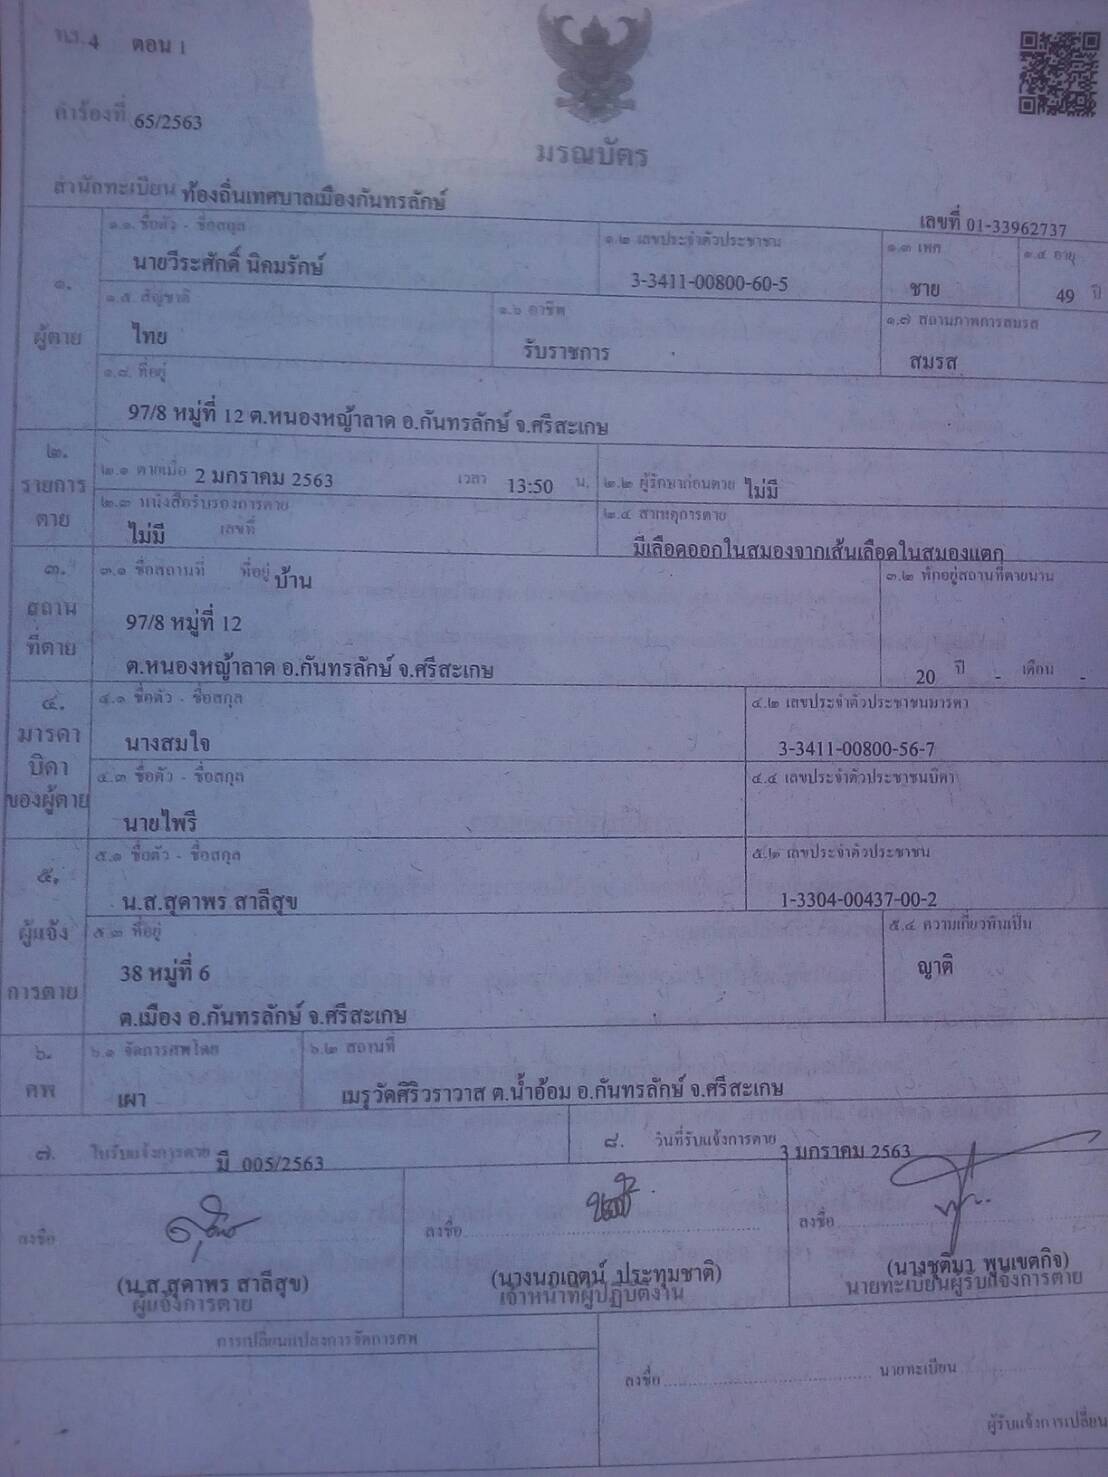 ท.ร.4 ตอน 1
คำร้องที่ 65/2563
มรณบัตร
สำนักทะเบียน ท้องถิ่นเทศบาลเมืองกันทรลักษ์
เลขที่ 01-33962737
๑. ผู้ตาย
๑.๑. ชื่อตัว - ชื่อสกุล
นายวีระศักดิ์ นิคมรักษ์
๑.๒ เลขประจำตัวประชาชน
3-3411-00800-60-5
๑.๓ เพศ
ชาย
๑.๔ อายุ
49 ปี
๑.๕. สัญชาติ
ไทย
๑.๖ อาชีพ
รับราชการ
๑.๗ สถานภาพการสมรส
สมรส
๑.๘. ที่อยู่
97/8 หมู่ที่ 12 ต.หนองหญ้าลาด อ.กันทรลักษ์ จ.ศรีสะเกษ
๒. รายการตาย
๒.๑ ตายเมื่อ 2 มกราคม 2563 เวลา 13:50 น.
๒.๒ ผู้รักษาก่อนตาย ไม่มี
๒.๓ หนังสือรับรองการตาย
ไม่มี เลขที่
๒.๔ สาเหตุการตาย
มีเลือดออกในสมองจากเส้นเลือดในสมองแตก
๓. สถานที่ตาย
๓.๑ ชื่อสถานที่ ที่อยู่ บ้าน
97/8 หมู่ที่ 12
ต.หนองหญ้าลาด อ.กันทรลักษ์ จ.ศรีสะเกษ
๓.๒ พักอยู่สถานที่ตายนาน
20 ปี - เดือน -
๔. มารดา บิดา ของผู้ตาย
๔.๑ ชื่อตัว - ชื่อสกุล
นางสมใจ
๔.๒ เลขประจำตัวประชาชนมารดา
3-3411-00800-56-7
๔.๓ ชื่อตัว - ชื่อสกุล
นายไพรี
๔.๔ เลขประจำตัวประชาชนบิดา
๕. ผู้แจ้งการตาย
๕.๑ ชื่อตัว - ชื่อสกุล
น.ส.สุดาพร สาลีสุข
๕.๒ เลขประจำตัวประชาชน
1-3304-00437-00-2
๕.๓ ที่อยู่
38 หมู่ที่ 6
ต.เมือง อ.กันทรลักษ์ จ.ศรีสะเกษ
๕.๔ ความเกี่ยวพันเป็น
ญาติ
๖. ศพ
๖.๑ จัดการศพโดย
เผา
๖.๒ สถานที่
เมรุวัดศิริวราวาส ต.น้ำอ้อม อ.กันทรลักษ์ จ.ศรีสะเกษ
๗. ใบรับแจ้งการตาย มี 005/2563
๘. วันที่รับแจ้งการตาย 3 มกราคม 2563
ลงชื่อ
(น.ส.สุดาพร สาลีสุข)
ผู้แจ้งการตาย
ลงชื่อ
(นางนภเถตน์ ประทุมชาติ)
เจ้าหน้าที่ผู้ปฏิบัติงาน
ลงชื่อ
(นางชุติมา พูนเขตกิจ)
นายทะเบียนผู้รับแจ้งการตาย
การเปลี่ยนแปลงการจัดการศพ
ลงชื่อ นายทะเบียน
ผู้รับแจ้งการเปลี่ยน